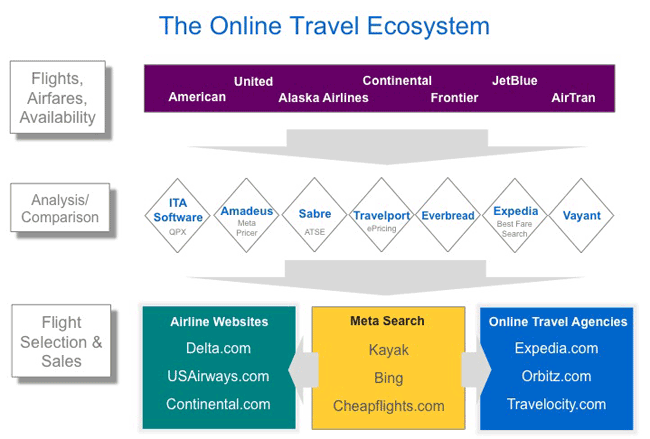 The Online Travel Ecosystem
Flights,
Airfares,
Availability
United
Continental
JetBlue
American
Alaska Airlines
Frontier
AirTran
Analysis/
Comparison
ITA
Software
QPX
Amadeus
Meta
Pricer
Sabre
ATSE
Travelport
ePricing
Everbread
Expedia
Best Fare
Search
Vayant
Flight
Selection &
Sales
Airline Websites
Delta.com
USAirways.com
Continental.com
Meta Search
Kayak
Bing
Cheapflights.com
Online Travel Agencies
Expedia.com
Orbitz.com
Travelocity.com